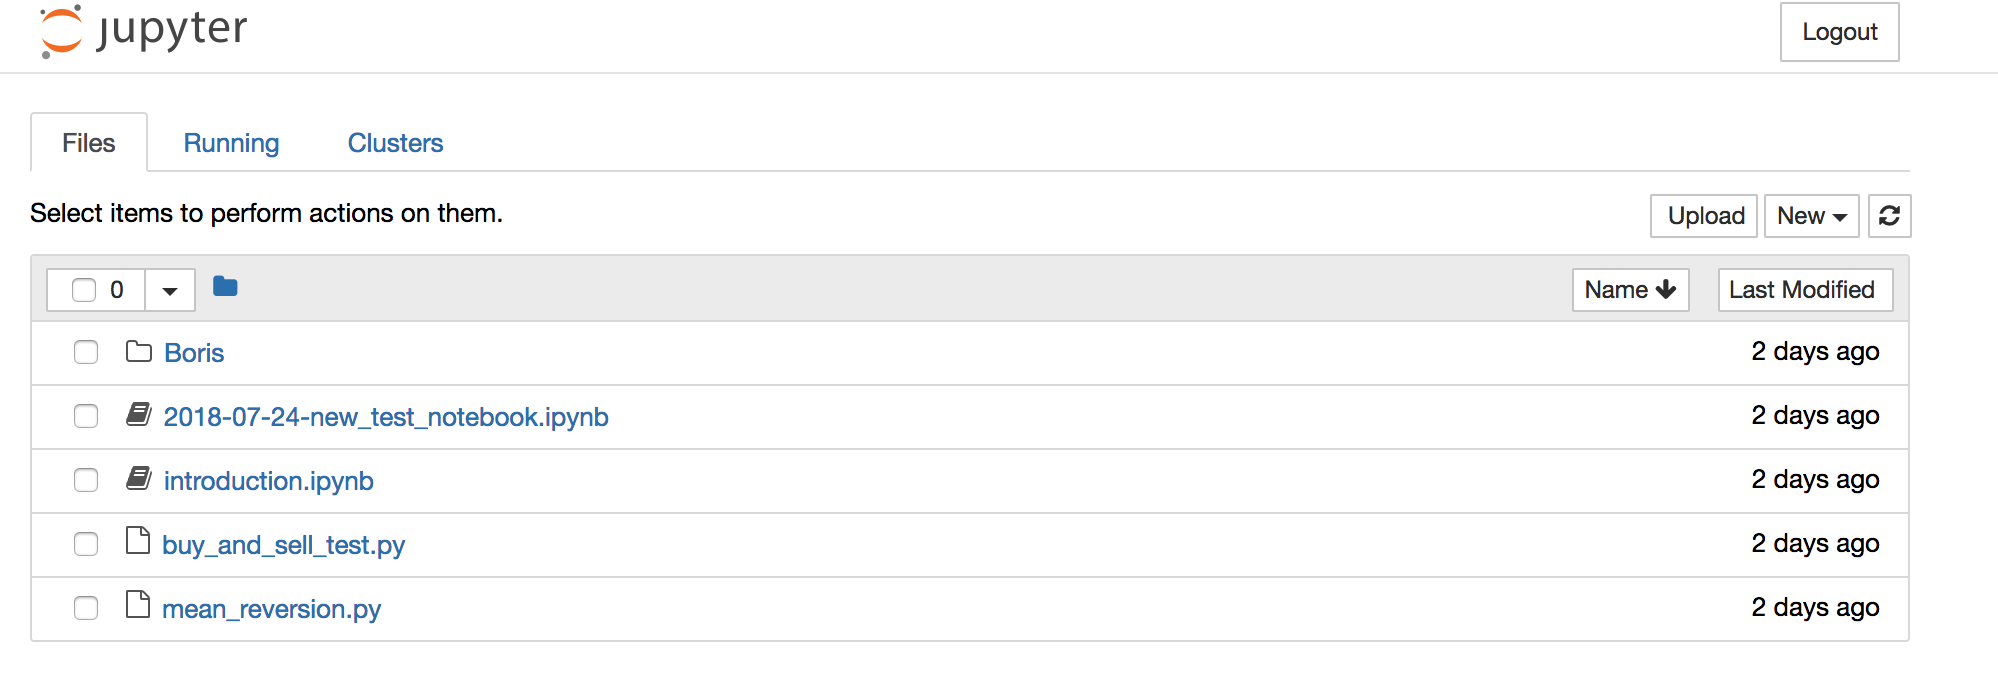 jupyter
Logout
Files Running Clusters
Select items to perform actions on them.
Upload New
0 Name Last Modified
Boris 2 days ago
2018-07-24-new_test_notebook.ipynb 2 days ago
introduction.ipynb 2 days ago
buy_and_sell_test.py 2 days ago
mean_reversion.py 2 days ago